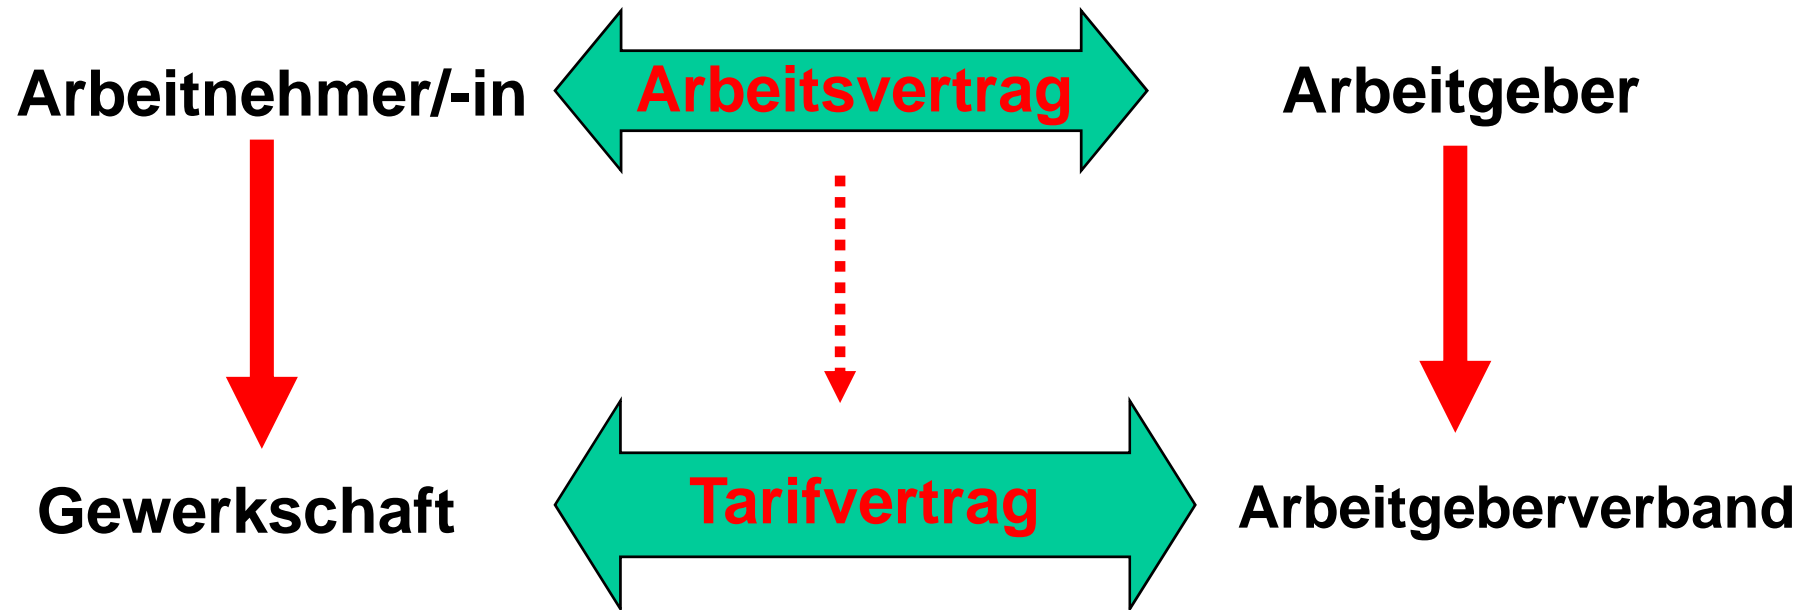 Arbeitnehmer/-in Arbeitsvertrag Arbeitgeber
Gewerkschaft Tarifvertrag Arbeitgeberverband